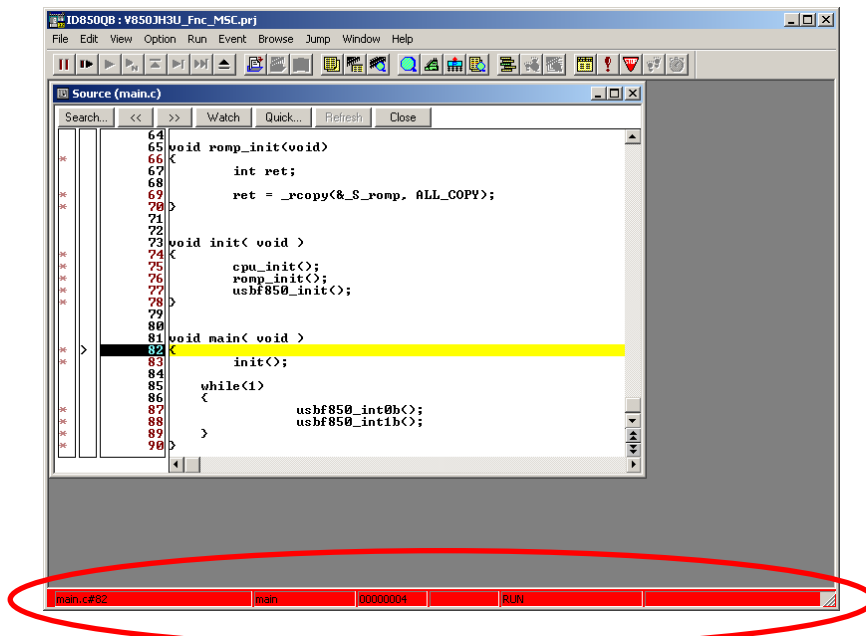 ID850QB : V850JH3U_Fnc_MSC.prj
File Edit View Option Run Event Browse Jump Window Help
Source (main.c)
Search... << >> Watch Quick... Refresh Close
64
65 void romp_init(void)
* 66 {
67 int ret;
68
* 69 ret = _rcopy(&_S_romp, ALL_COPY);
* 70 }
71
72
73 void init( void )
* 74 {
* 75 cpu_init();
* 76 romp_init();
* 77 usbf850_init();
* 78 }
79
80
81 void main( void )
* > 82 {
* 83 init();
84
85 while(1)
86 {
* 87 usbf850_int0b();
* 88 usbf850_int1b();
* 89 }
* 90 }
main.c#82 main 00000004 RUN